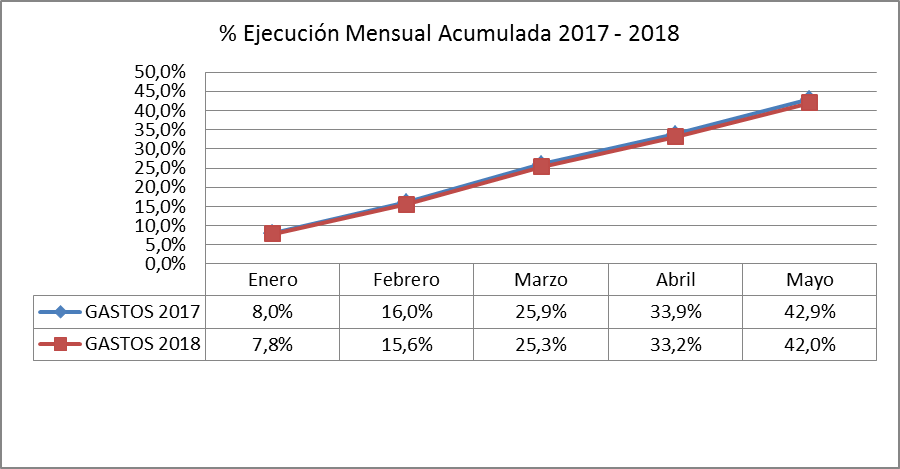 % Ejecución Mensual Acumulada 2017 - 2018
50,0%
45,0%
40,0%
35,0%
30,0%
25,0%
20,0%
15,0%
10,0%
5,0%
0,0%
Enero Febrero Marzo Abril Mayo
GASTOS 2017 8,0% 16,0% 25,9% 33,9% 42,9%
GASTOS 2018 7,8% 15,6% 25,3% 33,2% 42,0%